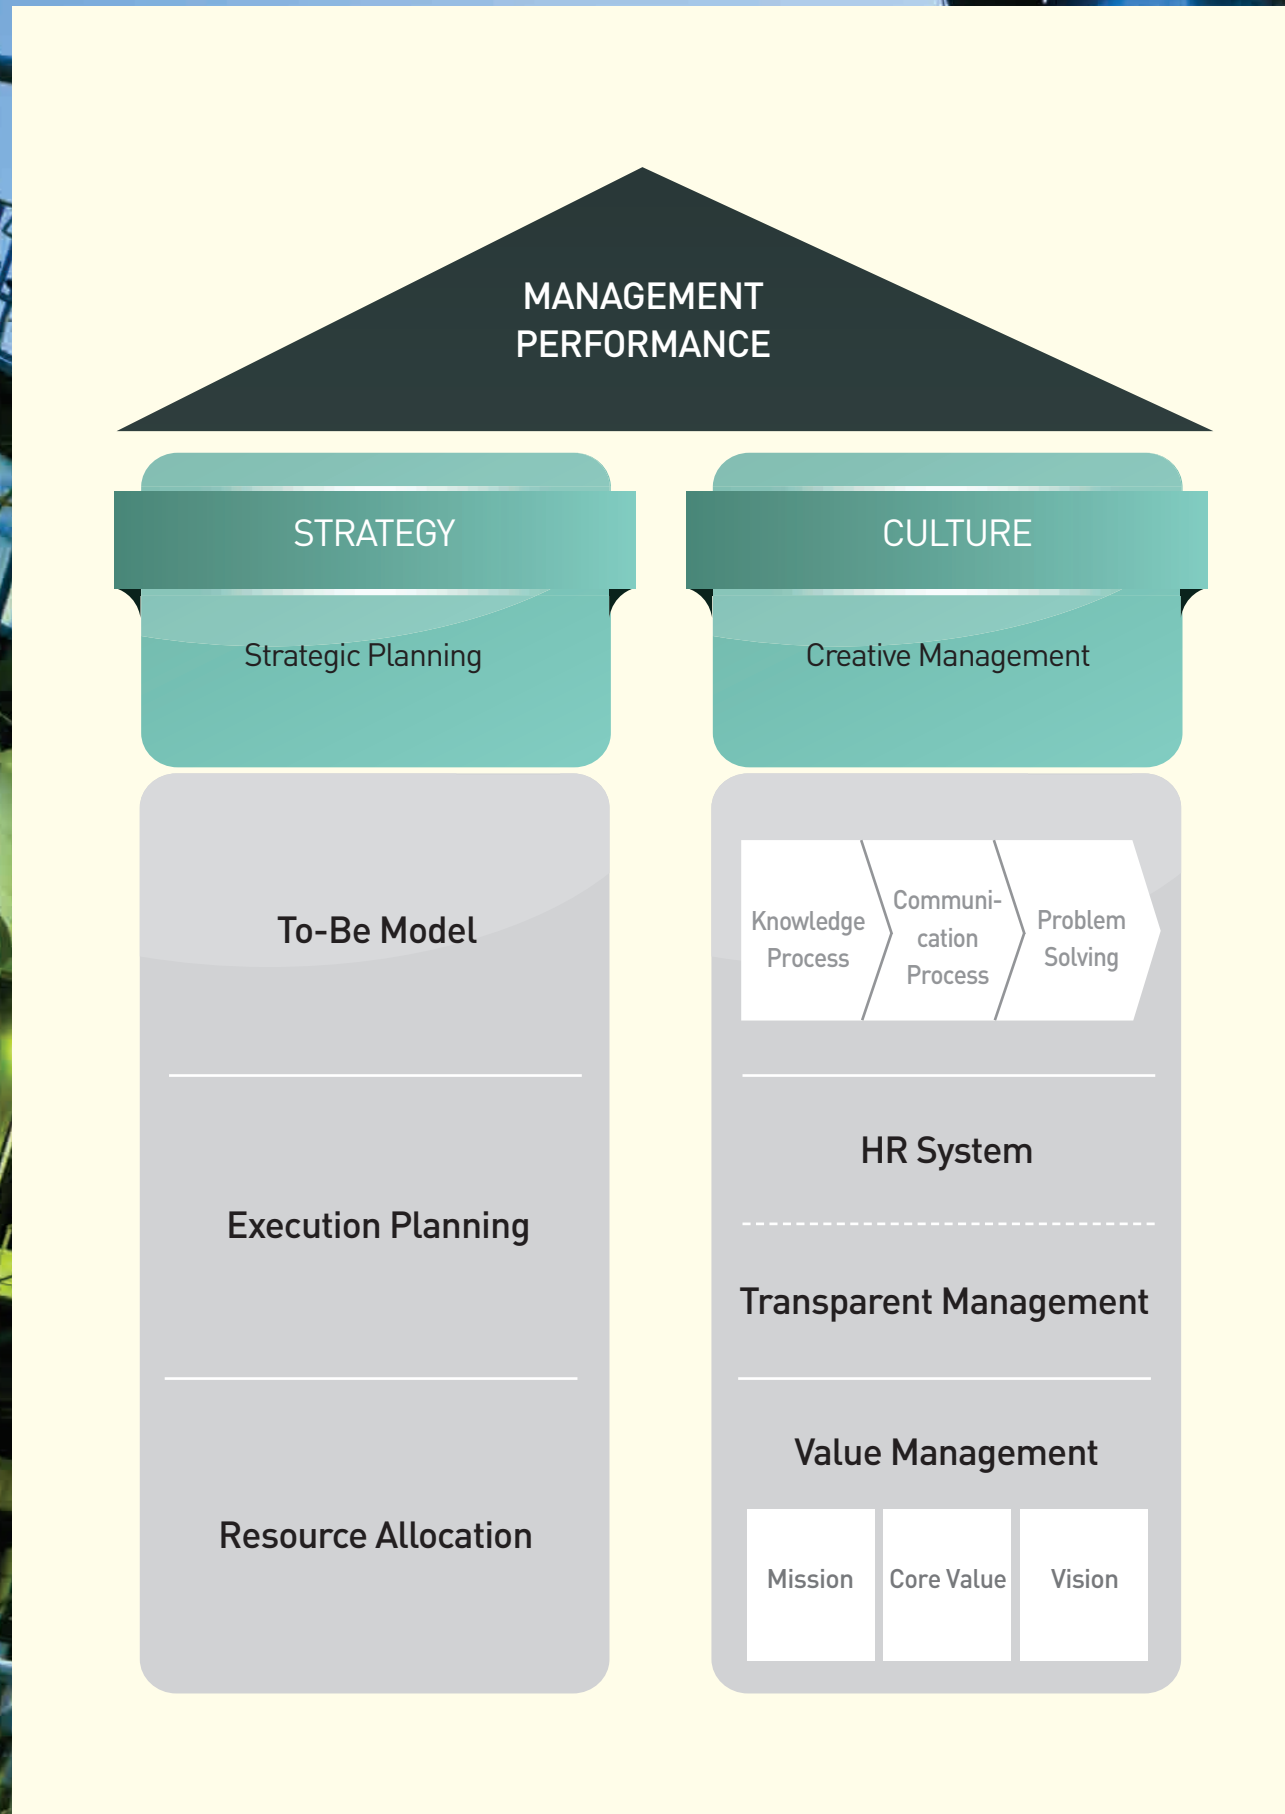 MANAGEMENT
PERFORMANCE
STRATEGY
Strategic Planning
To-Be Model
Execution Planning
Resource Allocation
CULTURE
Creative Management
Knowledge
Process
Communi-
cation
Process
Problem
Solving
HR System
Transparent Management
Value Management
Mission
Core Value
Vision